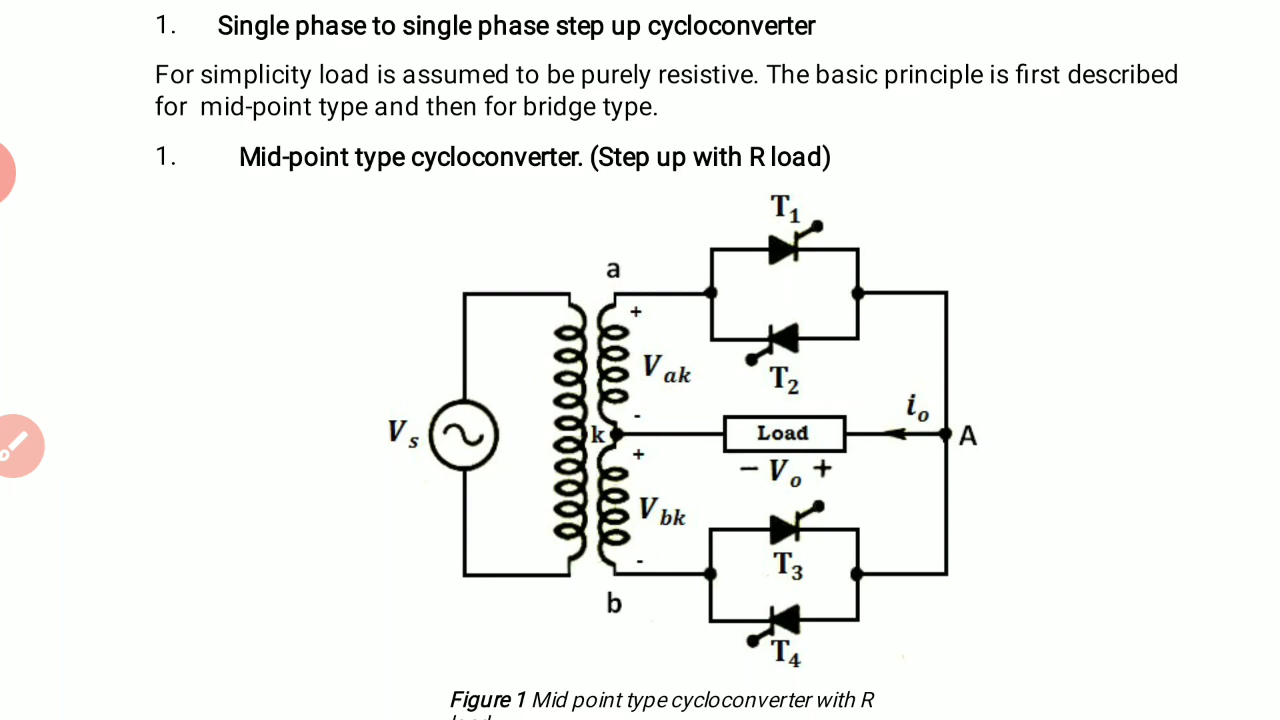 1. Single phase to single phase step up cycloconverter
For simplicity load is assumed to be purely resistive. The basic principle is first described
for mid-point type and then for bridge type.
1. Mid-point type cycloconverter. (Step up with R load)
T1
a
+
Vak
T2
-
io
Vs
k
Load
A
+
- Vo +
Vbk
T3
-
b
T4
Figure 1 Mid point type cycloconverter with R